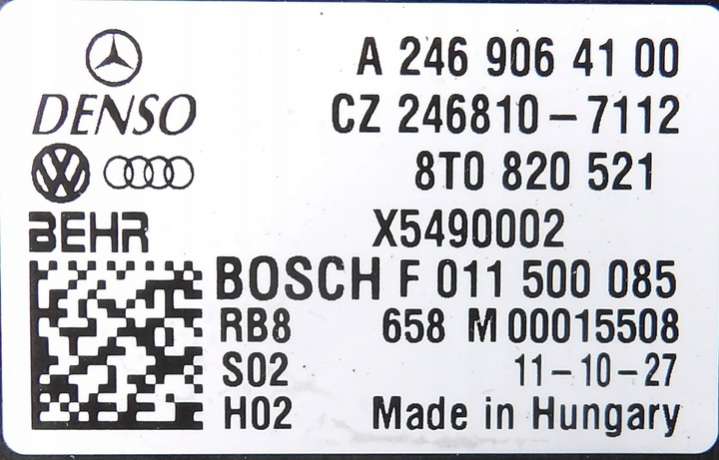 A 246 906 41 00
DENSO CZ 246810-7112
8T0 820 521
BEHR X5490002
BOSCH F 011 500 085
RB8 658 M 00015508
S02 11-10-27
H02 Made in Hungary